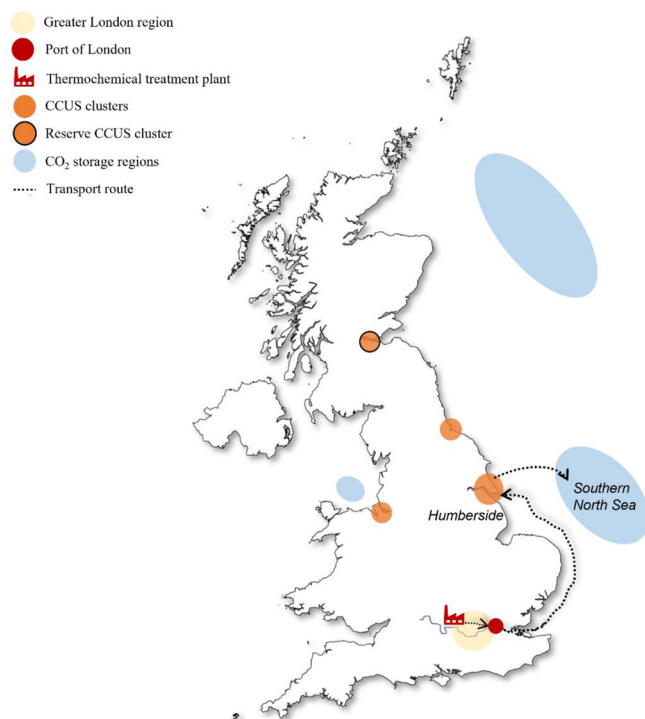 Greater London region
Port of London
Thermochemical treatment plant
CCUS clusters
Reserve CCUS cluster
CO₂ storage regions
Transport route
Southern
North Sea
Humberside